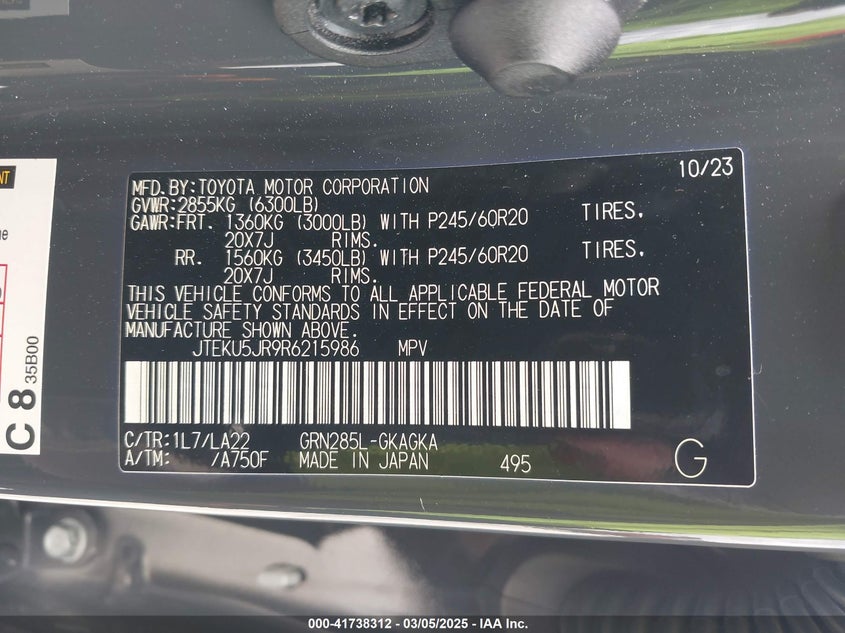 10/23
MFD.BY:TOYOTA MOTOR CORPORATION
GVWR:2855KG (6300LB)
GAWR:FRT. 1360KG (3000LB) WITH P245/60R20 TIRES,
20X7J RIMS.
RR. 1560KG (3450LB) WITH P245/60R20 TIRES,
20X7J RIMS.
THIS VEHICLE CONFORMS TO ALL APPLICABLE FEDERAL MOTOR
VEHICLE SAFETY STANDARDS IN EFFECT ON THE DATE OF
MANUFACTURE SHOWN ABOVE.
JTEKU5JR9R6215986 MPV
C/TR:1L7/LA22 GRN285L-GKAGKA
A/TM: /A750F MADE IN JAPAN 495 G
C 8 35B00
000-41738312 - 03/05/2025 - IAA Inc.